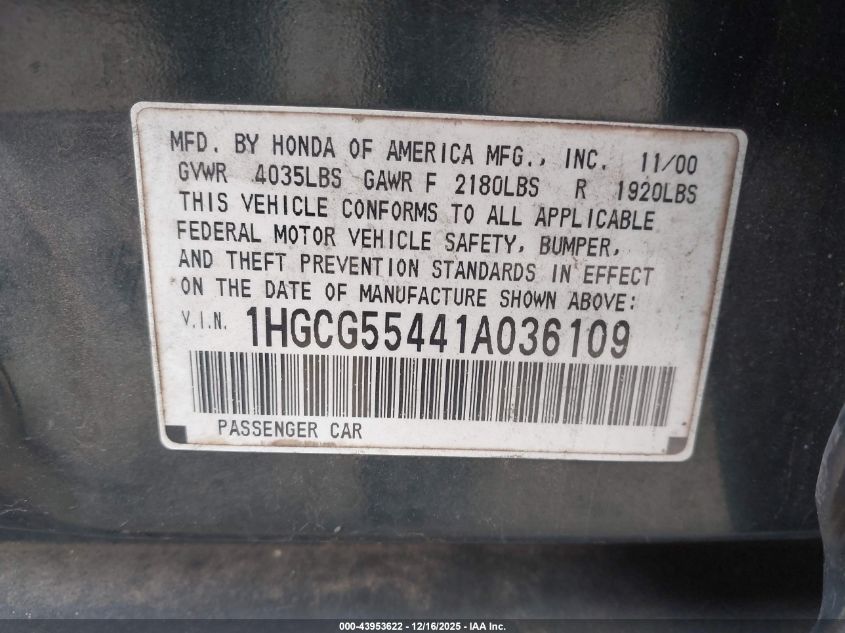 MFD. BY HONDA OF AMERICA MFG., INC. 11/00
GVWR 4035LBS GAWR F 2180LBS R 1920LBS
THIS VEHICLE CONFORMS TO ALL APPLICABLE
FEDERAL MOTOR VEHICLE SAFETY, BUMPER,
AND THEFT PREVENTION STANDARDS IN EFFECT
ON THE DATE OF MANUFACTURE SHOWN ABOVE:
V.I.N. 1HGCG55441A036109
PASSENGER CAR
000-43953622 - 12/16/2025 - IAA Inc.